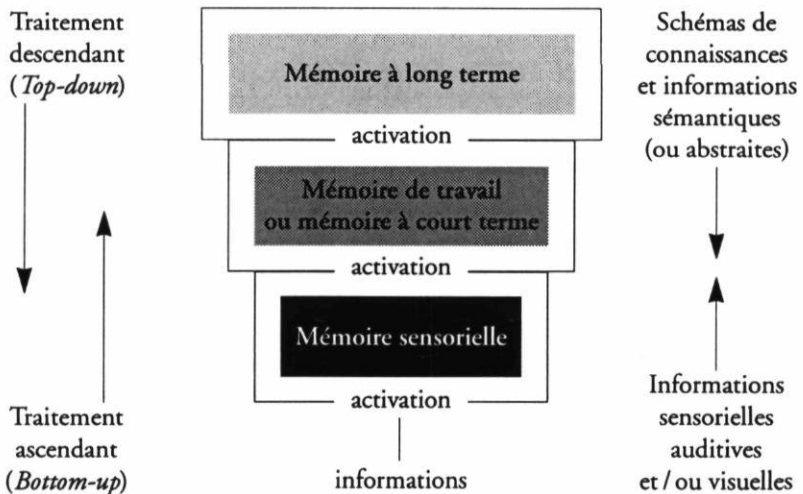 Traitement
descendant
(Top-down)
Mémoire à long terme
Schémas de
connaissances
et informations
sémantiques
(ou abstraites)
activation
Mémoire de travail
ou mémoire à court terme
activation
Mémoire sensorielle
activation
Traitement
ascendant
(Bottom-up)
informations
Informations
sensorielles
auditives
et / ou visuelles